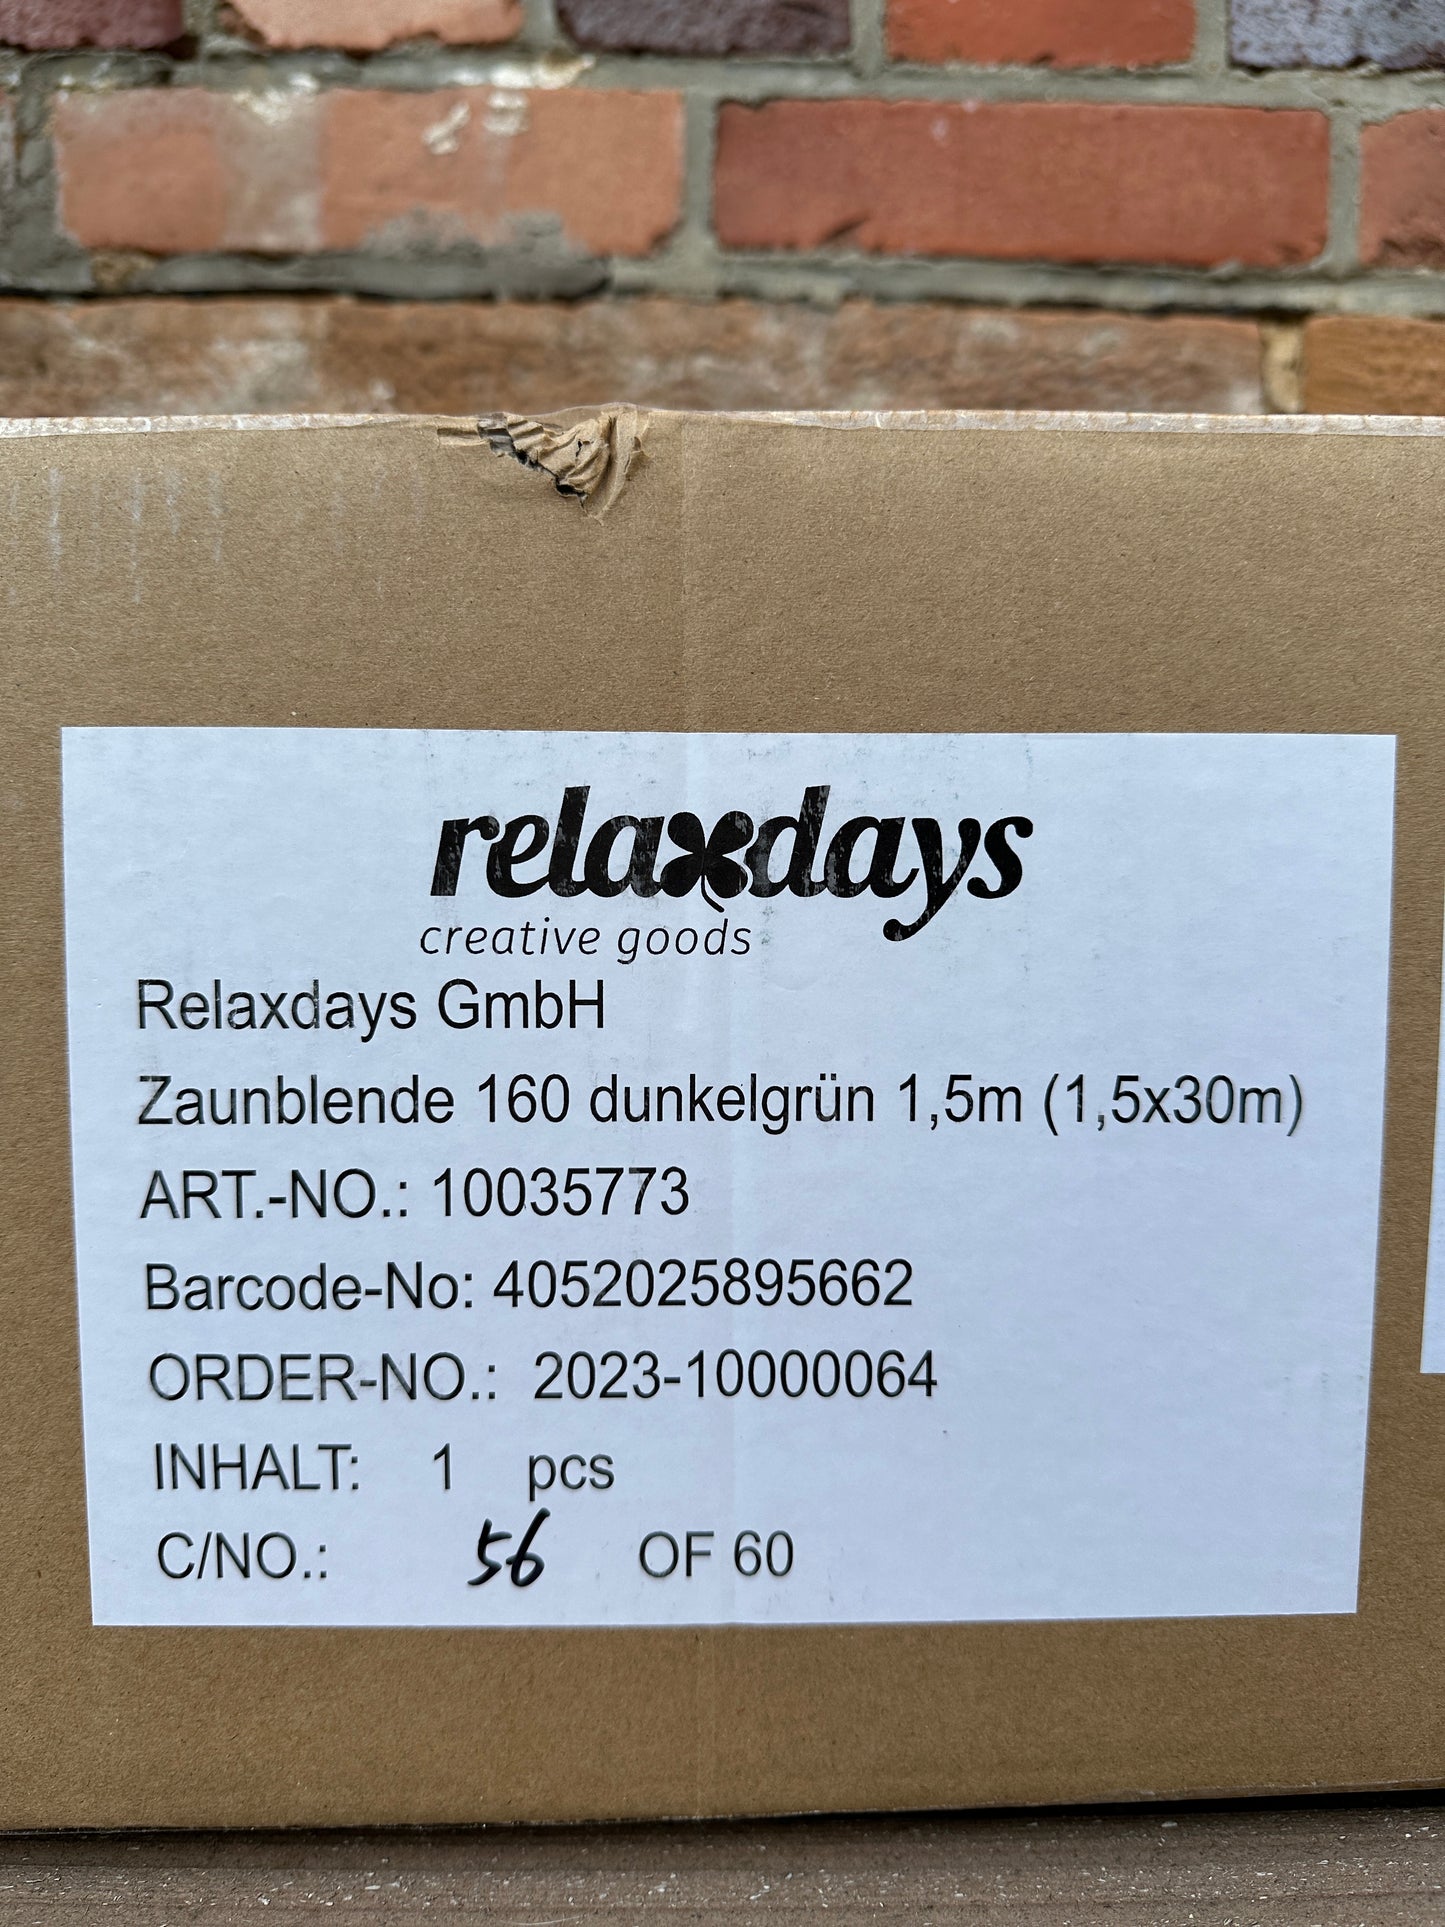 relaxdays
creative goods
Relaxdays GmbH
Zaunblende 160 dunkelgrün 1,5m (1,5x30m)
ART.-NO.: 10035773
Barcode-No: 4052025895662
ORDER-NO.: 2023-10000064
INHALT: 1 pcs
C/NO.: 56 OF 60